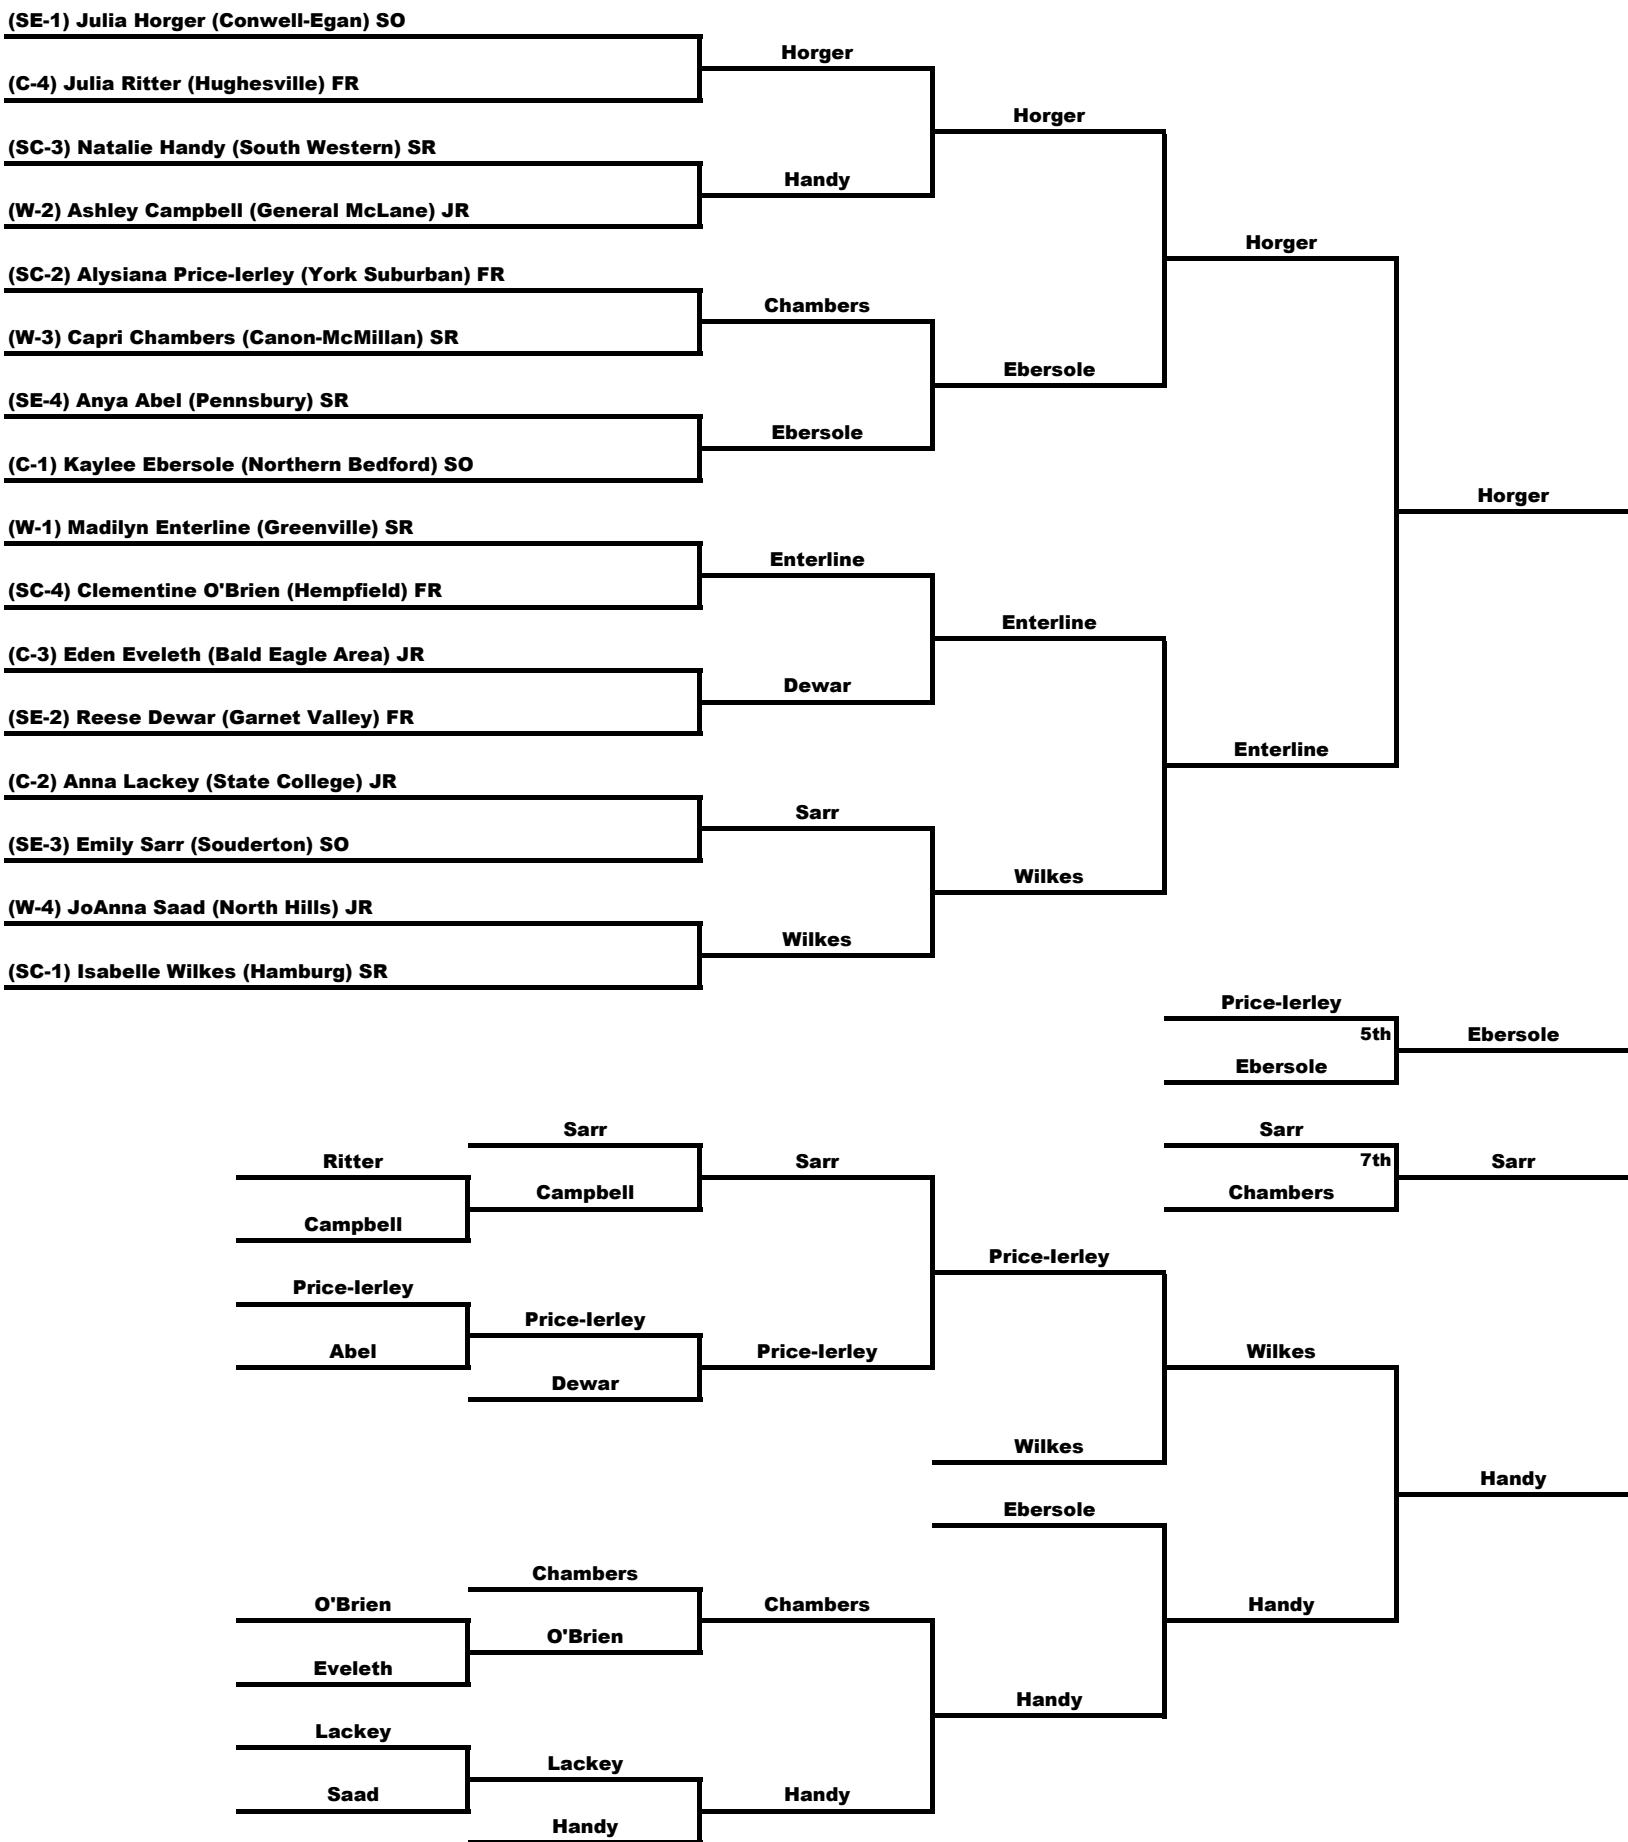 (SE-1) Julia Horger (Conwell-Egan) SO
Horger
(C-4) Julia Ritter (Hughesville) FR
Horger
(SC-3) Natalie Handy (South Western) SR
Handy
(W-2) Ashley Campbell (General McLane) JR
Horger
(SC-2) Alysiana Price-Ierley (York Suburban) FR
Chambers
(W-3) Capri Chambers (Canon-McMillan) SR
Ebersole
(SE-4) Anya Abel (Pennsbury) SR
Ebersole
(C-1) Kaylee Ebersole (Northern Bedford) SO
Horger
(W-1) Madilyn Enterline (Greenville) SR
Enterline
(SC-4) Clementine O'Brien (Hempfield) FR
Enterline
(C-3) Eden Eveleth (Bald Eagle Area) JR
Dewar
(SE-2) Reese Dewar (Garnet Valley) FR
Enterline
(C-2) Anna Lackey (State College) JR
Sarr
(SE-3) Emily Sarr (Souderton) SO
Wilkes
(W-4) JoAnna Saad (North Hills) JR
Wilkes
(SC-1) Isabelle Wilkes (Hamburg) SR
Price-Ierley
5th
Ebersole
Ebersole
Sarr
Sarr
Ritter
Sarr
7th
Sarr
Campbell
Chambers
Campbell
Price-Ierley
Price-Ierley
Price-Ierley
Abel
Price-Ierley
Wilkes
Dewar
Wilkes
Handy
Ebersole
Chambers
O'Brien
Chambers
Handy
O'Brien
Eveleth
Handy
Lackey
Lackey
Saad
Handy
Handy